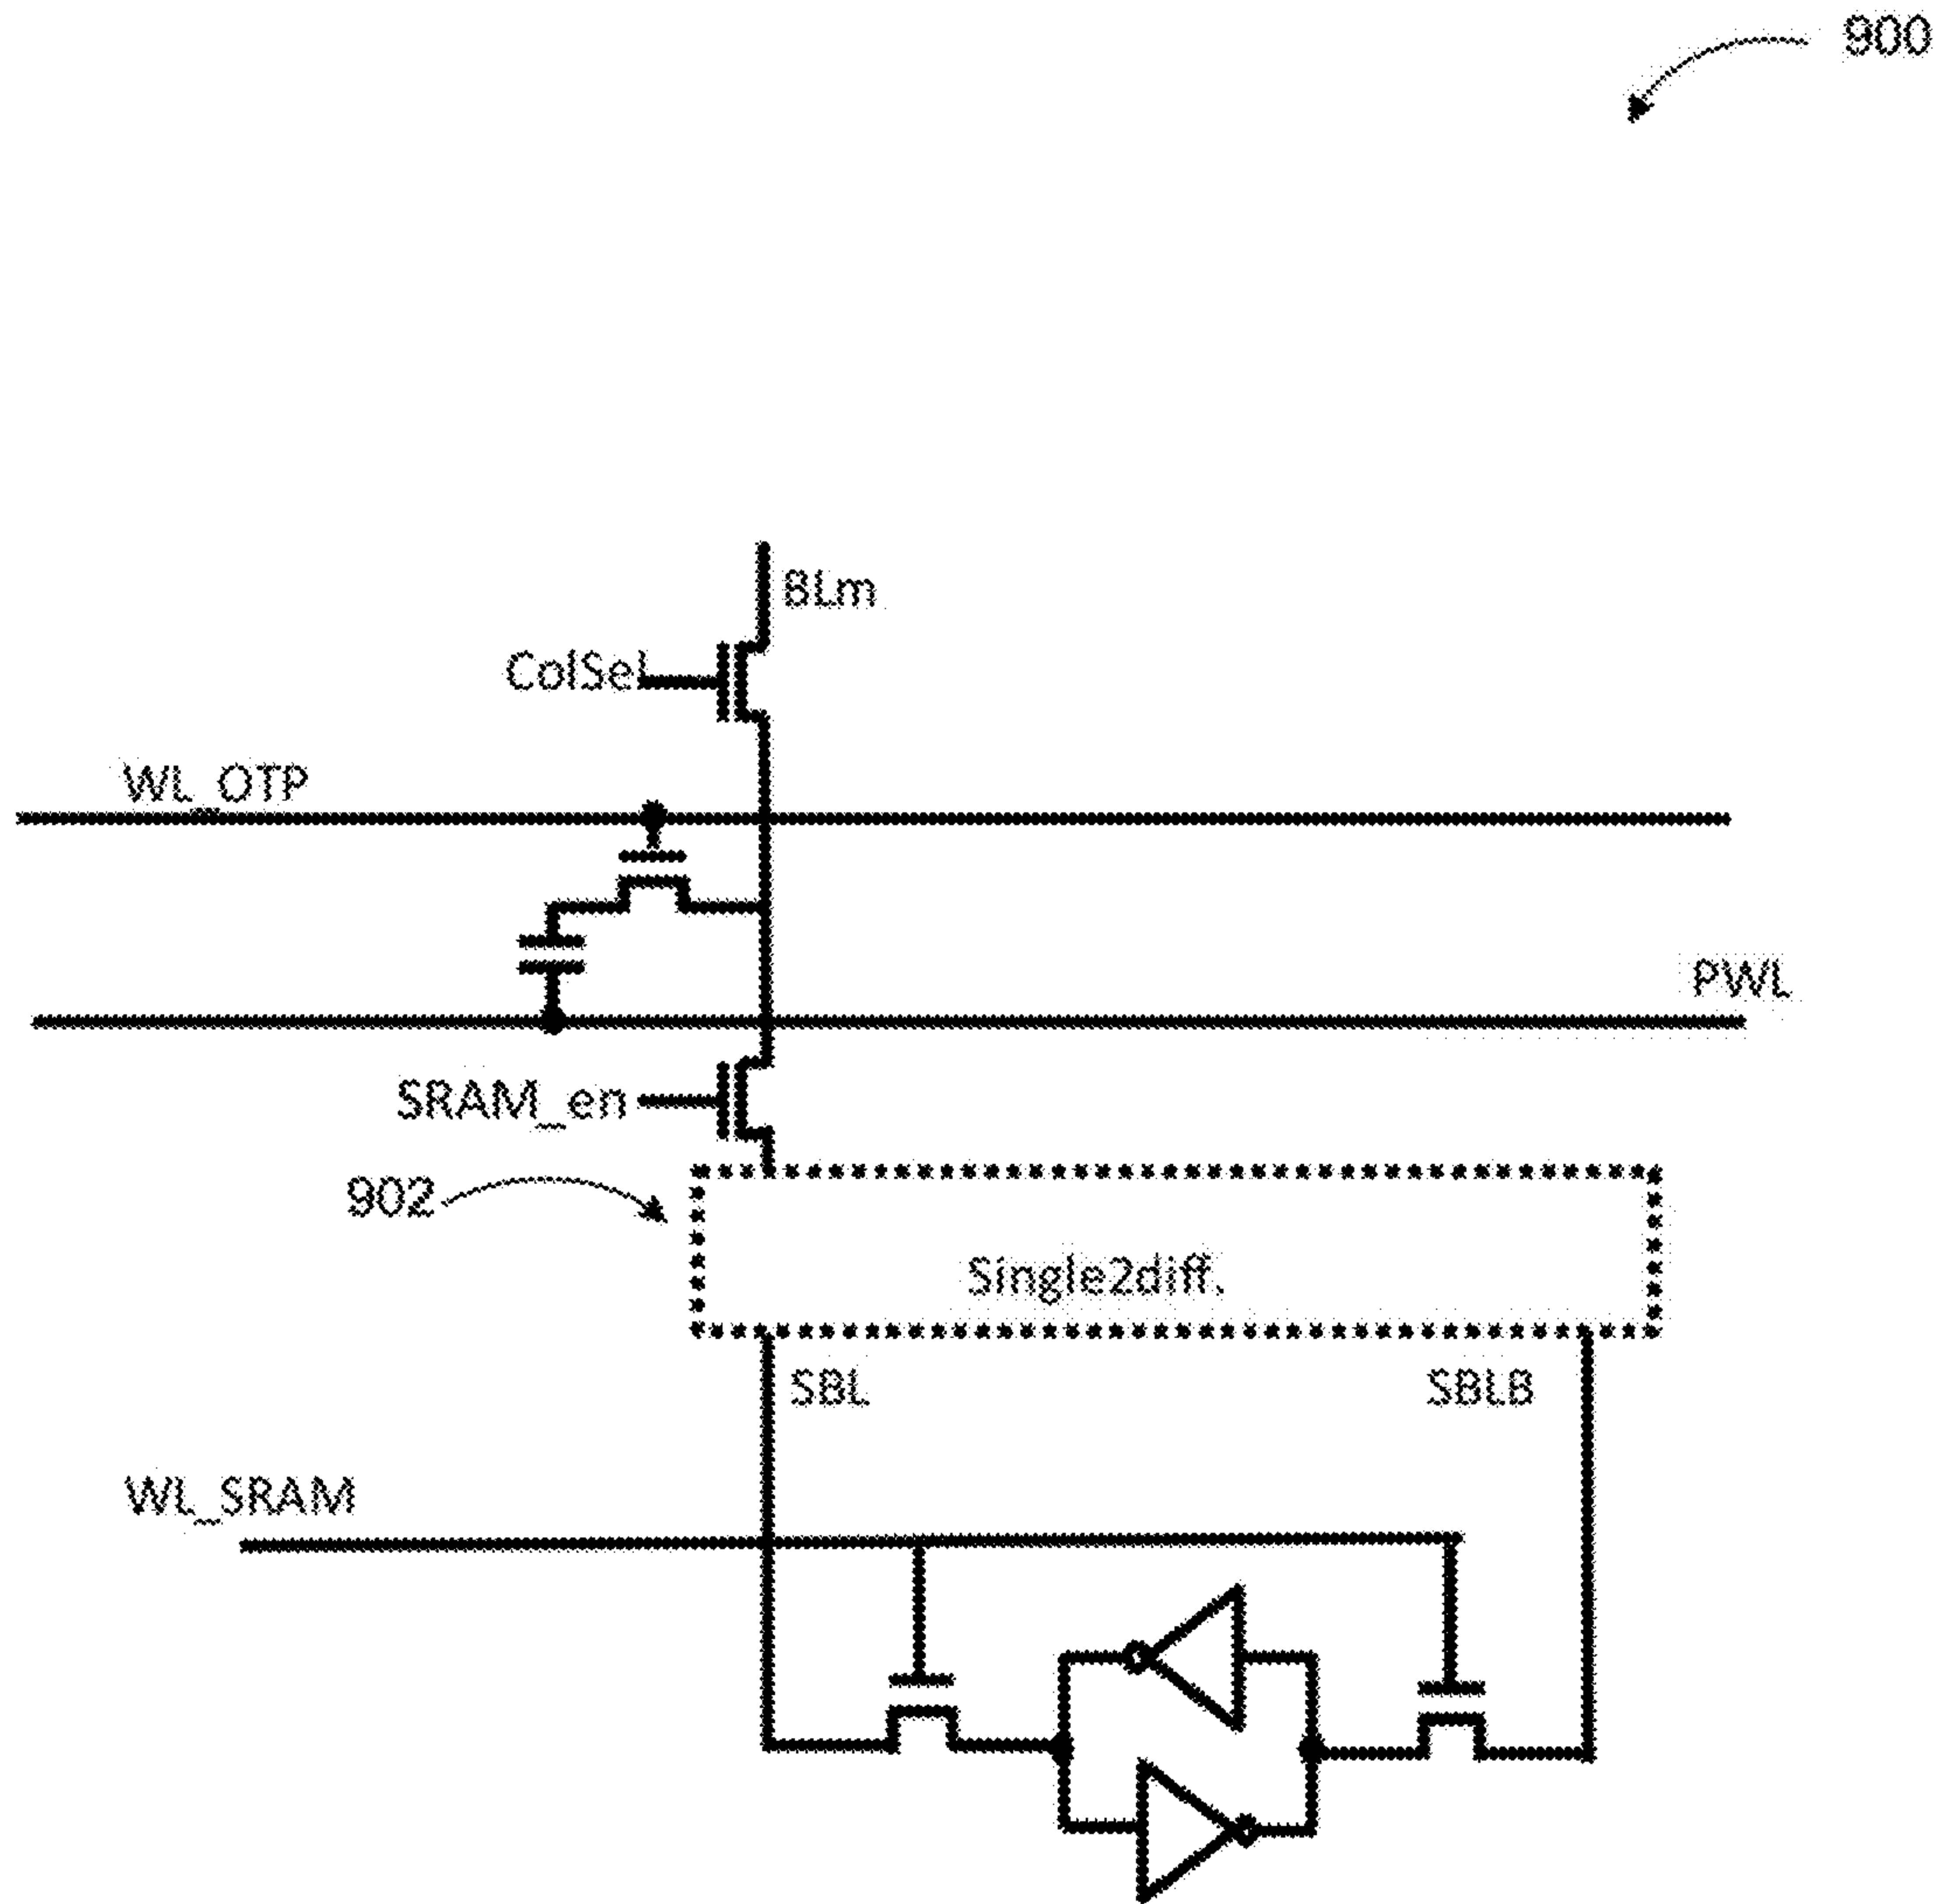 900
BLm
ColSel
WL_OTP
PWL
SRAM_en
902
Single2diff.
SBL
SBLB
WL_SRAM